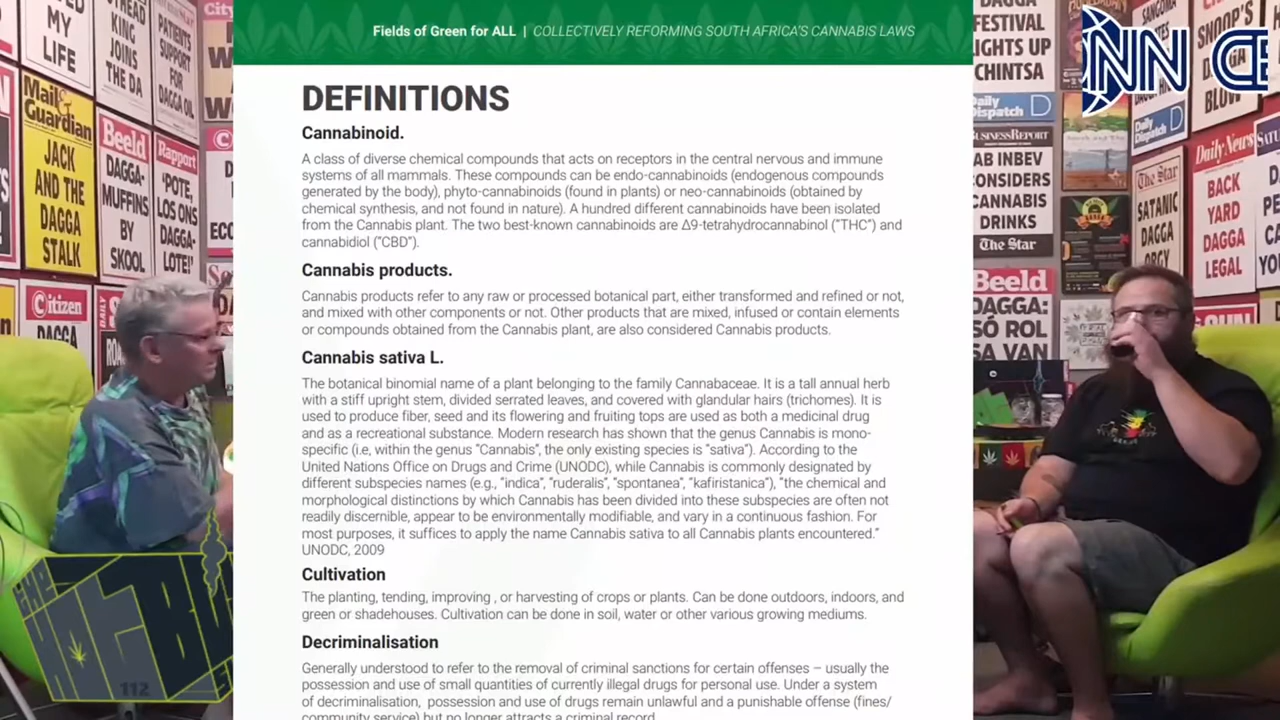 Fields of Green for ALL | COLLECTIVELY REFORMING SOUTH AFRICA'S CANNABIS LAWS
DEFINITIONS
Cannabinoid.
A class of diverse chemical compounds that acts on receptors in the central nervous and immune
systems of all mammals. These compounds can be endo-cannabinoids (endogenous compounds
generated by the body), phyto-cannabinoids (found in plants) or neo-cannabinoids (obtained by
chemical synthesis, and not found in nature). A hundred different cannabinoids have been isolated
from the Cannabis plant. The two best-known cannabinoids are Δ9-tetrahydrocannabinol ("THC") and
cannabidiol ("CBD").
Cannabis products.
Cannabis products refer to any raw or processed botanical part, either transformed and refined or not,
and mixed with other components or not. Other products that are mixed, infused or contain elements
or compounds obtained from the Cannabis plant, are also considered Cannabis products.
Cannabis sativa L.
The botanical binomial name of a plant belonging to the family Cannabaceae. It is a tall annual herb
with a stiff upright stem, divided serrated leaves, and covered with glandular hairs (trichomes). It is
used to produce fiber, seed and its flowering and fruiting tops are used as both a medicinal drug
and as a recreational substance. Modern research has shown that the genus Cannabis is mono-
specific (i.e, within the genus "Cannabis", the only existing species is "sativa"). According to the
United Nations Office on Drugs and Crime (UNODC), while Cannabis is commonly designated by
different subspecies names (e.g., "indica", "ruderalis", "spontanea", "kafiristanica"), "the chemical and
morphological distinctions by which Cannabis has been divided into these subspecies are often not
readily discernible, appear to be environmentally modifiable, and vary in a continuous fashion. For
most purposes, it suffices to apply the name Cannabis sativa to all Cannabis plants encountered."
UNODC, 2009
Cultivation
The planting, tending, improving , or harvesting of crops or plants. Can be done outdoors, indoors, and
green or shadehouses. Cultivation can be done in soil, water or other various growing mediums.
Decriminalisation
Generally understood to refer to the removal of criminal sanctions for certain offenses – usually the
possession and use of small quantities of currently illegal drugs for personal use. Under a system
of decriminalisation, possession and use of drugs remain unlawful and a punishable offense (fines/
community service) but no longer attracts a criminal record
MY
LIFE
KING
JOINS
THE DA
PATIENTS
SUPPORT
FOR
DAGGA OIL
Mail&
Guardian
JACK
AND THE
DAGGA
STALK
Beeld
DAGGA-
MUFFINS
BY
SKOOL
Rapport
'POTE,
LOS ONS
DAGGA-
LOTE!'
Citizen
DAGGA
THE
HOT BO
112
DAGGA
FESTIVAL
LIGHTS UP
CHINTSA
Daily
Dispatch
BUSINESS REPORT
AB INBEV
CONSIDERS
CANNABIS
DRINKS
The Star
Beeld
DAGGA:
SÓ ROL
SA VAN
NN CE
SANGOMA
SNOOP'S
DAGGA
BLOW
Daily
Dispatch
The Star
SATANIC
DAGGA
ORGY
Daily News
BACK
YARD
DAGGA
LEGAL